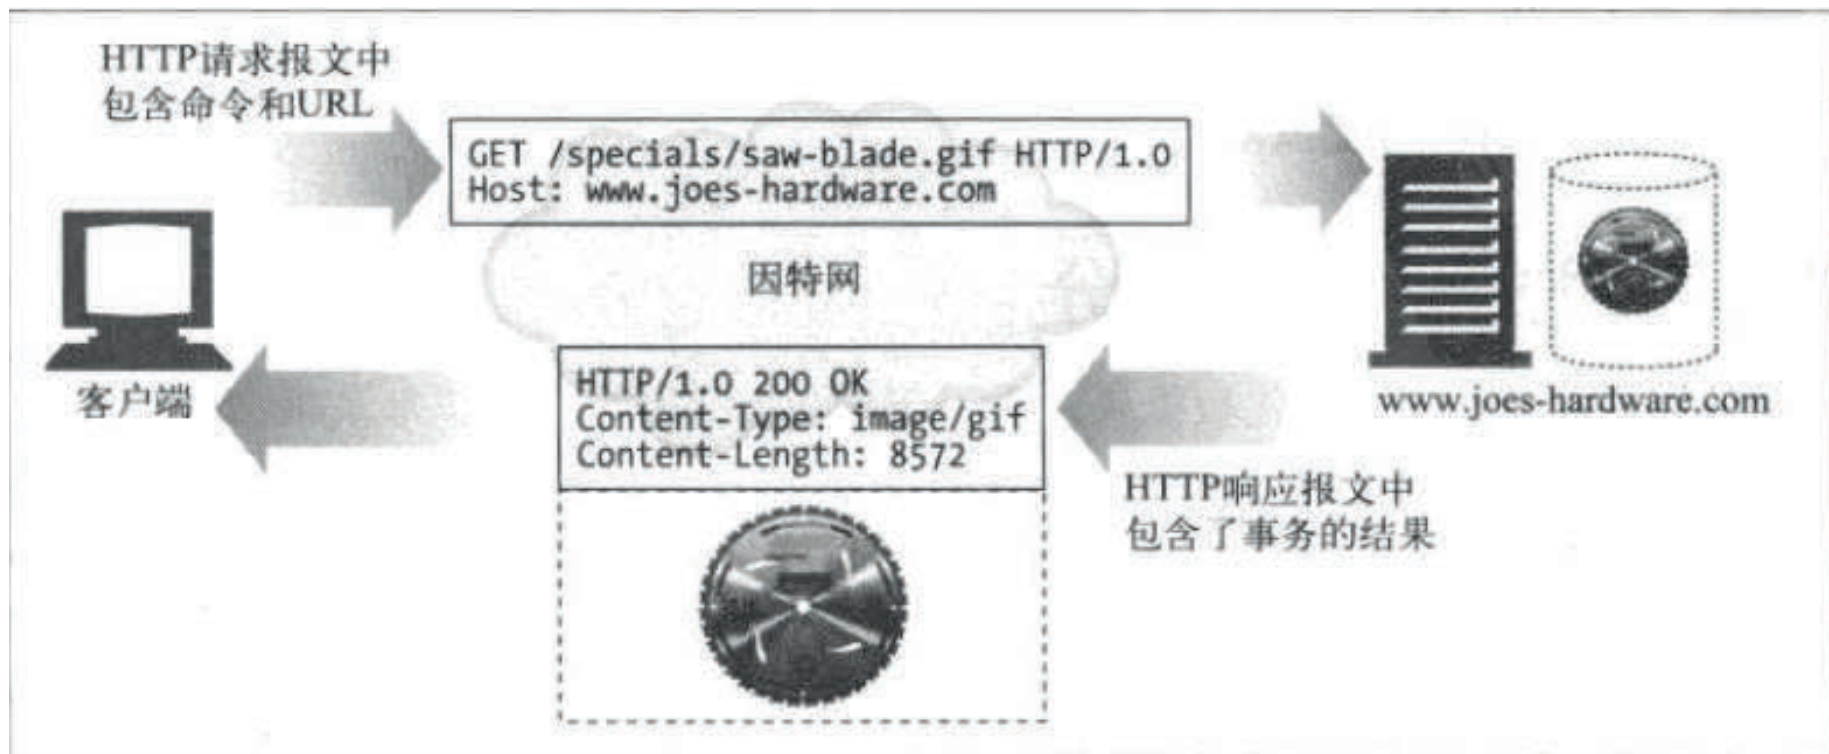 HTTP请求报文中
包含命令和URL
GET /specials/saw-blade.gif HTTP/1.0
Host: www.joes-hardware.com
因特网
客户端
HTTP/1.0 200 OK
Content-Type: image/gif
Content-Length: 8572
www.joes-hardware.com
HTTP响应报文中
包含了事务的结果